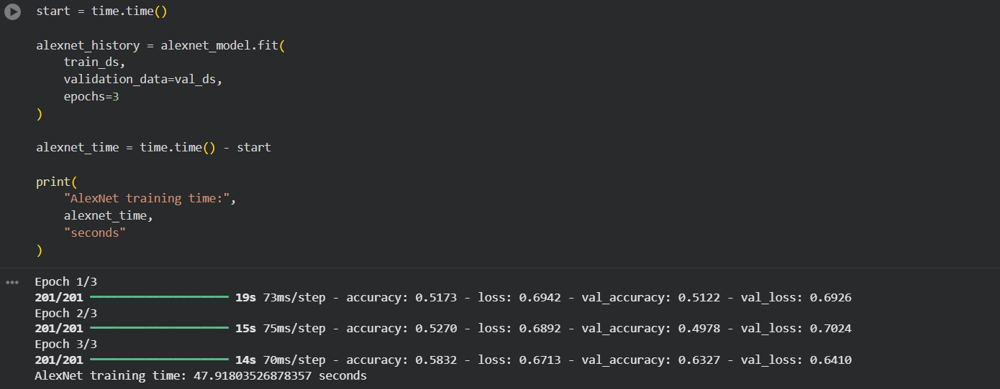 start = time.time()
alexnet_history = alexnet_model.fit(
    train_ds,
    validation_data=val_ds,
    epochs=3
)
alexnet_time = time.time() - start
print(
    "AlexNet training time:",
    alexnet_time,
    "seconds"
)
Epoch 1/3
201/201 ━━━━━━━━━━━━━━━━━━━━ 19s 73ms/step - accuracy: 0.5173 - loss: 0.6942 - val_accuracy: 0.5122 - val_loss: 0.6926
Epoch 2/3
201/201 ━━━━━━━━━━━━━━━━━━━━ 15s 75ms/step - accuracy: 0.5270 - loss: 0.6892 - val_accuracy: 0.4978 - val_loss: 0.7024
Epoch 3/3
201/201 ━━━━━━━━━━━━━━━━━━━━ 14s 70ms/step - accuracy: 0.5832 - loss: 0.6713 - val_accuracy: 0.6327 - val_loss: 0.6410
AlexNet training time: 47.91803526878357 seconds